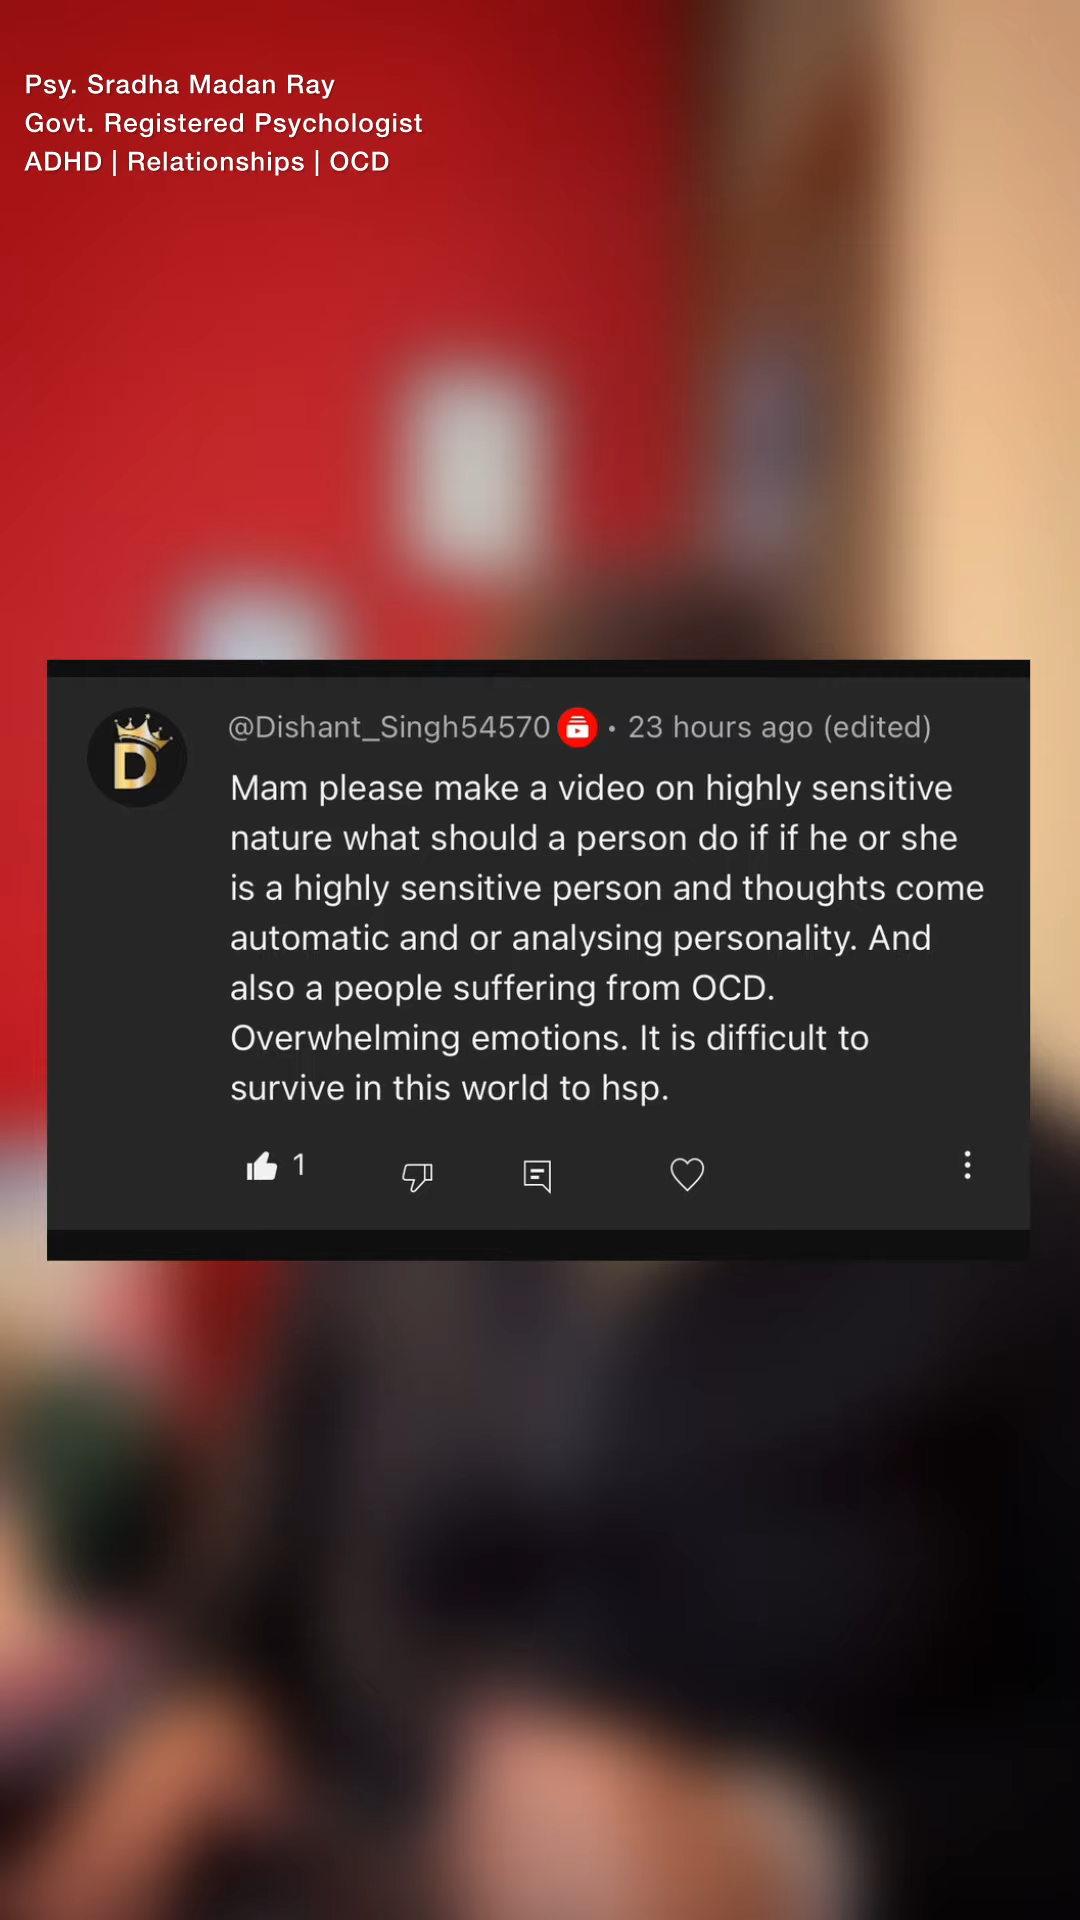 Psy. Sradha Madan Ray
Govt. Registered Psychologist
ADHD | Relationships | OCD
D
@Dishant_Singh54570 • 23 hours ago (edited)
Mam please make a video on highly sensitive
nature what should a person do if if he or she
is a highly sensitive person and thoughts come
automatic and or analysing personality. And
also a people suffering from OCD.
Overwhelming emotions. It is difficult to
survive in this world to hsp.
1